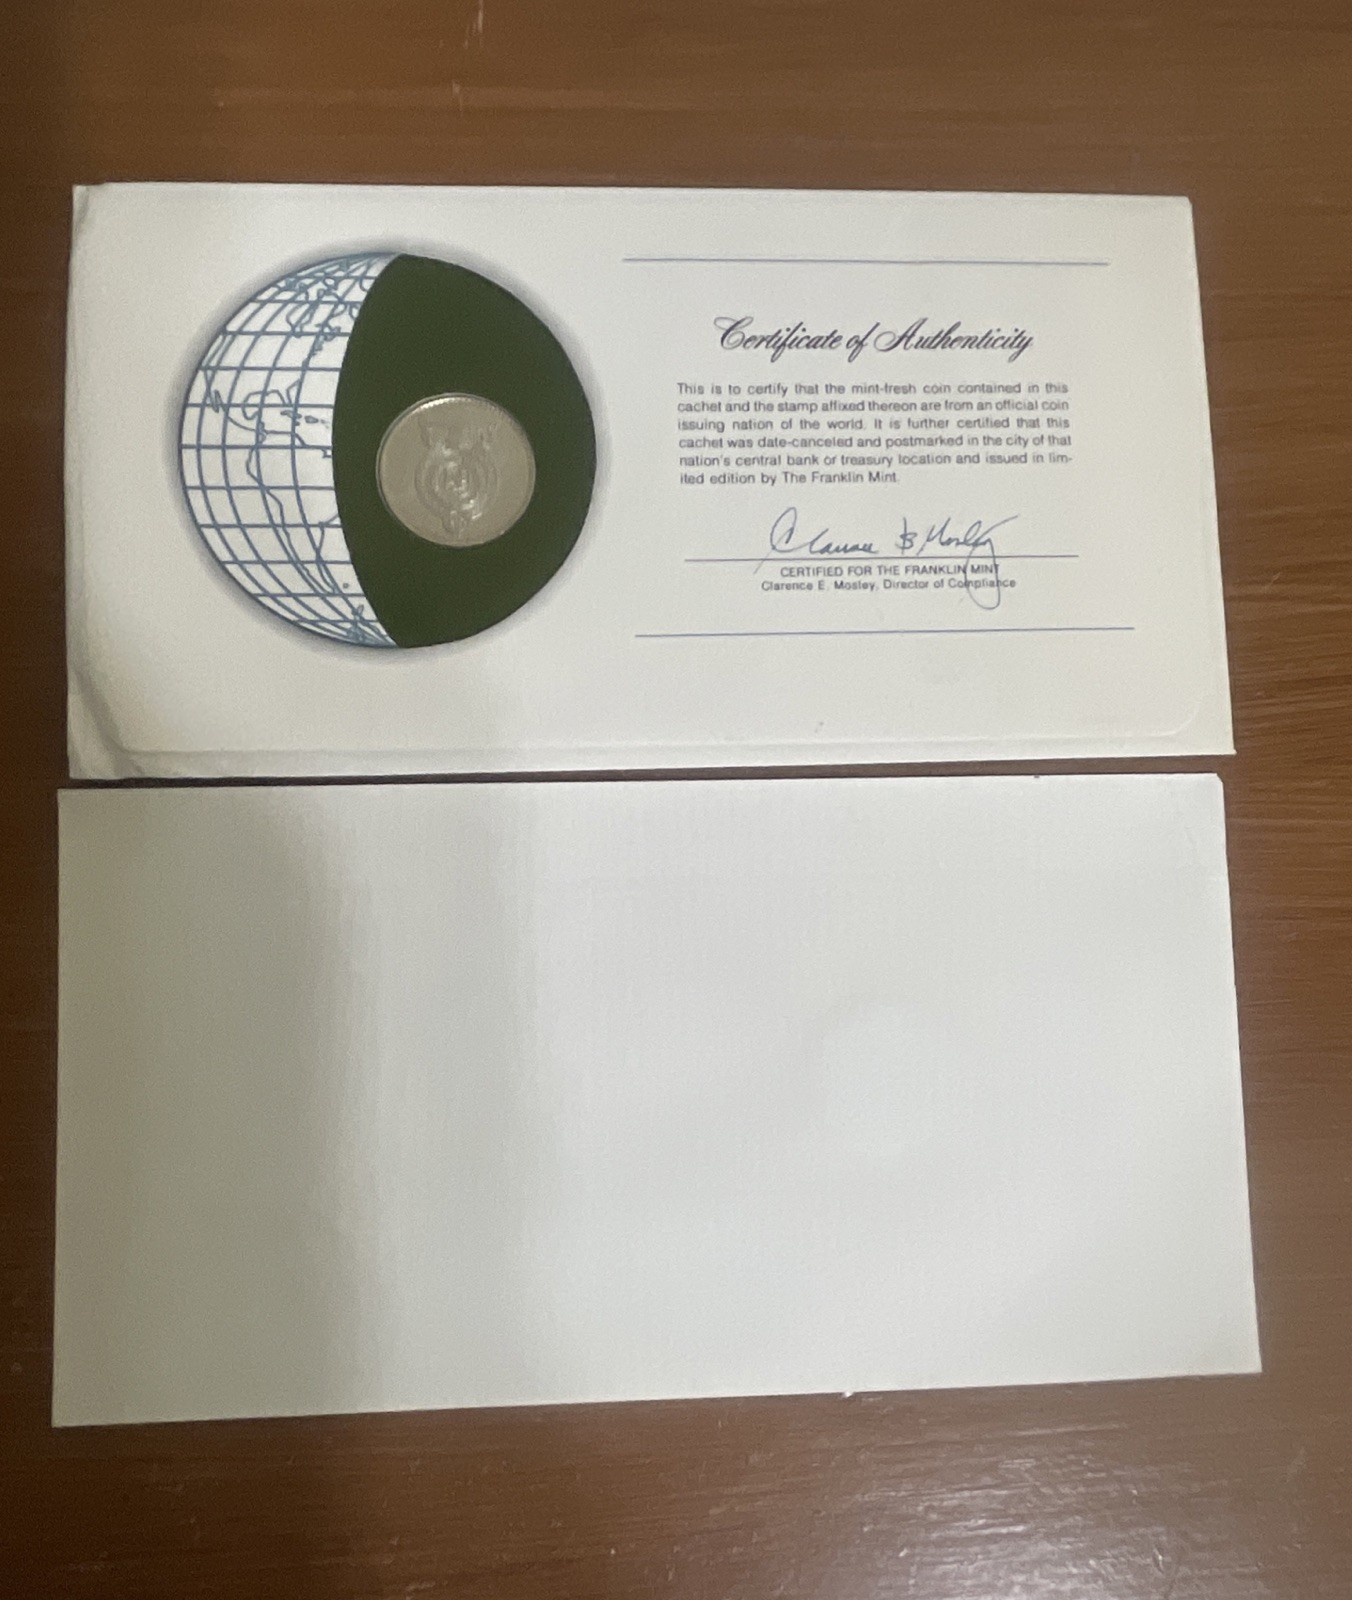 Certificate of Authenticity
This is to certify that the mint-fresh coin contained in this
cachet and the stamp affixed thereon are from an official coin
issuing nation of the world. It is further certified that this
cachet was date-canceled and postmarked in the city of that
nation's central bank or treasury location and issued in lim-
ited edition by The Franklin Mint.
Clarence E Mosley
CERTIFIED FOR THE FRANKLIN MINT
Clarence E. Mosley, Director of Compliance